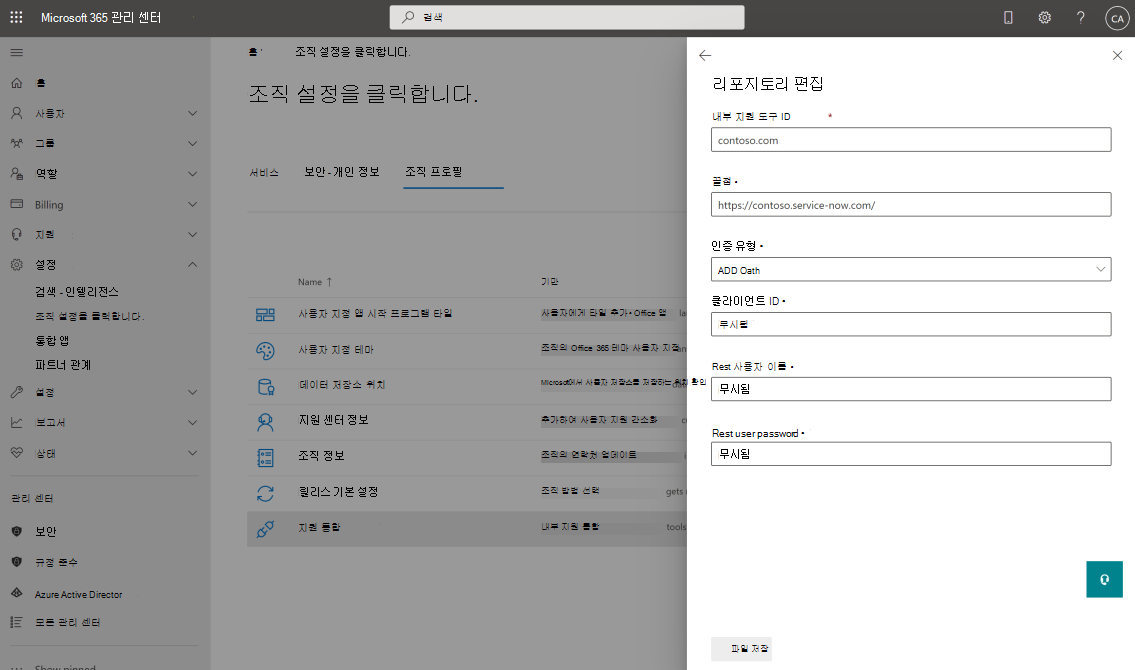 Microsoft 365 관리 센터
검색
CA
홈
사용자
그룹
역할
Billing
지원
설정
검색 - 인텔리전스
조직 설정을 클릭합니다.
통합 앱
파트너 관계
설정
보고서
상태
관리 센터
보안
규정 준수
Azure Active Director
모든 관리 센터
Show pinned
홈
조직 설정을 클릭합니다.
조직 설정을 클릭합니다.
서비스
보안 - 개인 정보
조직 프로필
Name ↑
기만
사용자 지정 앱 시작 프로그램 타일
사용자에게 타일 추가• Office 앱
사용자 지정 테마
조직의 Office 365 테마 사용자 지정
데이터 저장소 위치
Microsoft에서 사용자 저장소를 저장하는 위치 확인
지원 센터 정보
추가하여 사용자 지원 간소화
조직 정보
조직의 연락처 업데이트
릴리스 기본 설정
조직 방법 선택 gets
지원 통합
내부 지원 통합 tools
리포지토리 편집
내부 지원 도구 ID *
contoso.com
끝점 •
https://contoso.service-now.com/
인증 유형 •
ADD Oath
클라이언트 ID •
무시됨
Rest 사용자 이름 •
무시됨
Rest user password •
무시됨
파일 저장